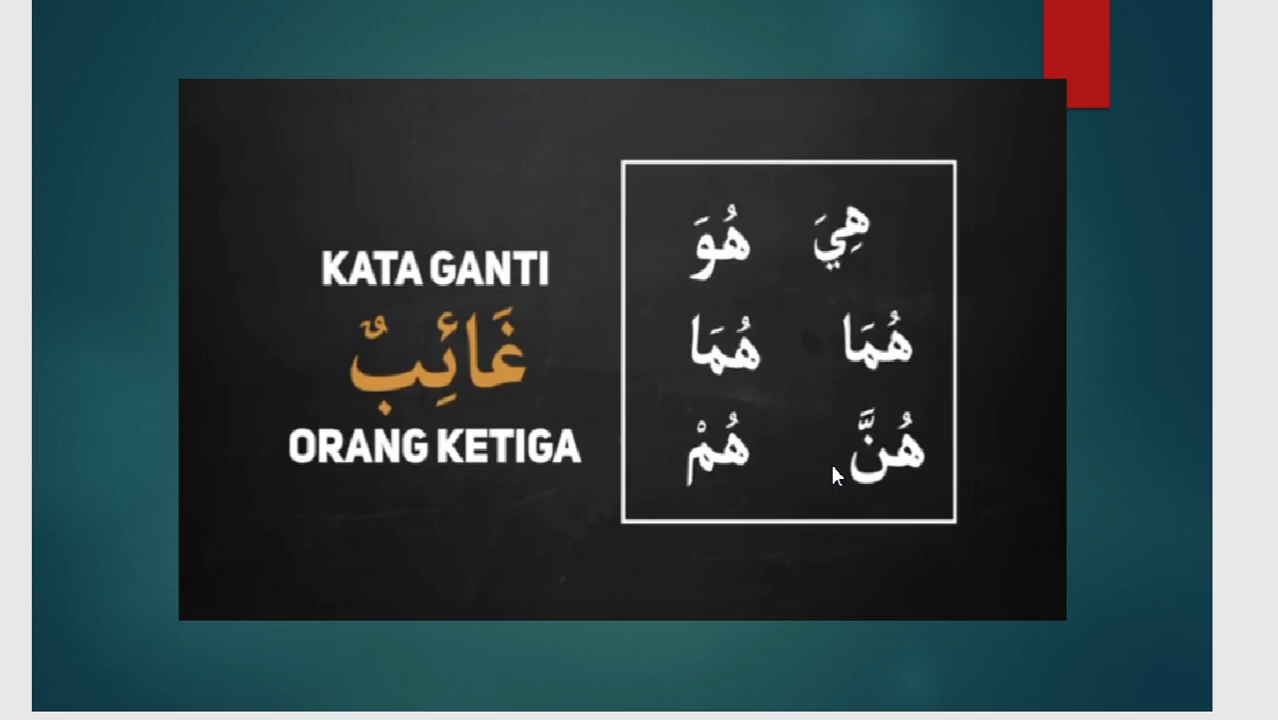 KATA GANTI
غَائِبٌ
ORANG KETIGA
هِيَ هُوَ
هُمَا هُمَا
هُنَّ هُمْ